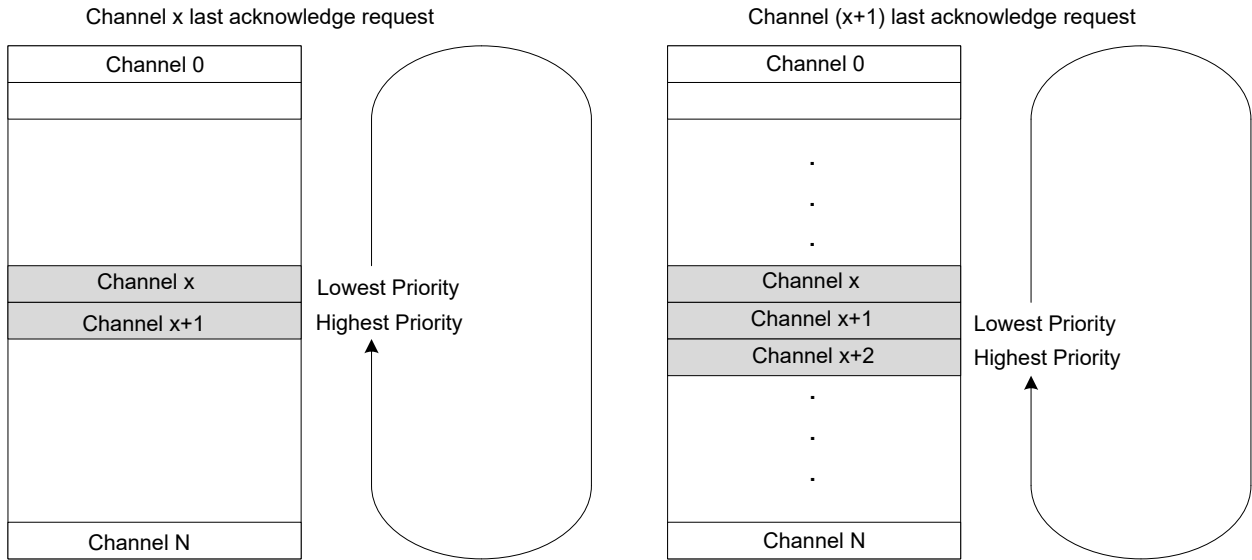 Channel x last acknowledge request
Channel 0
Channel x
Lowest Priority
Channel x+1
Highest Priority
Channel N
Channel (x+1) last acknowledge request
Channel 0
.
.
.
Channel x
Channel x+1
Lowest Priority
Channel x+2
Highest Priority
.
.
.
Channel N